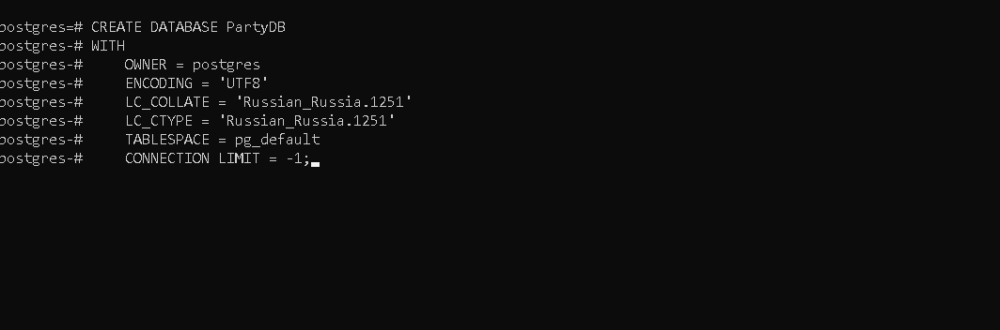 postgres=# CREATE DATABASE PartyDB
postgres-# WITH
postgres-#     OWNER = postgres
postgres-#     ENCODING = 'UTF8'
postgres-#     LC_COLLATE = 'Russian_Russia.1251'
postgres-#     LC_CTYPE = 'Russian_Russia.1251'
postgres-#     TABLESPACE = pg_default
postgres-#     CONNECTION LIMIT = -1;